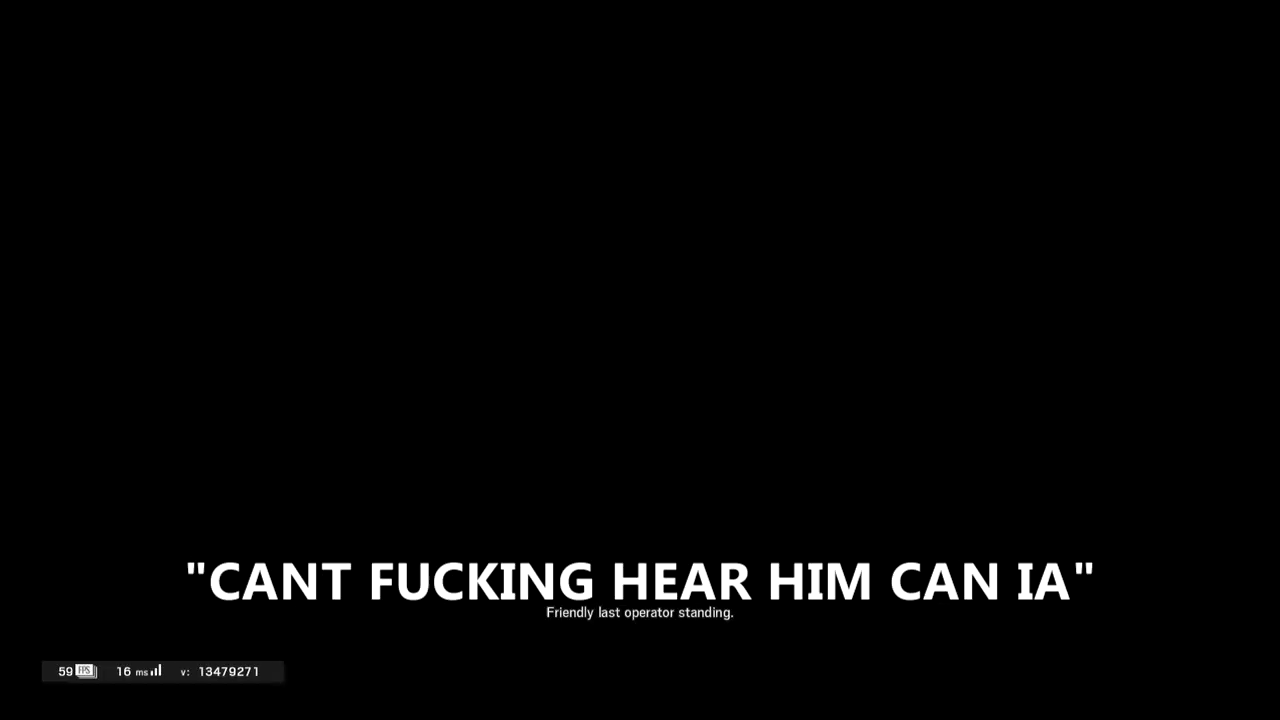 "CANT FUCKING HEAR HIM CAN IA"
Friendly last operator standing.
59 FPS 16 ms v: 13479271